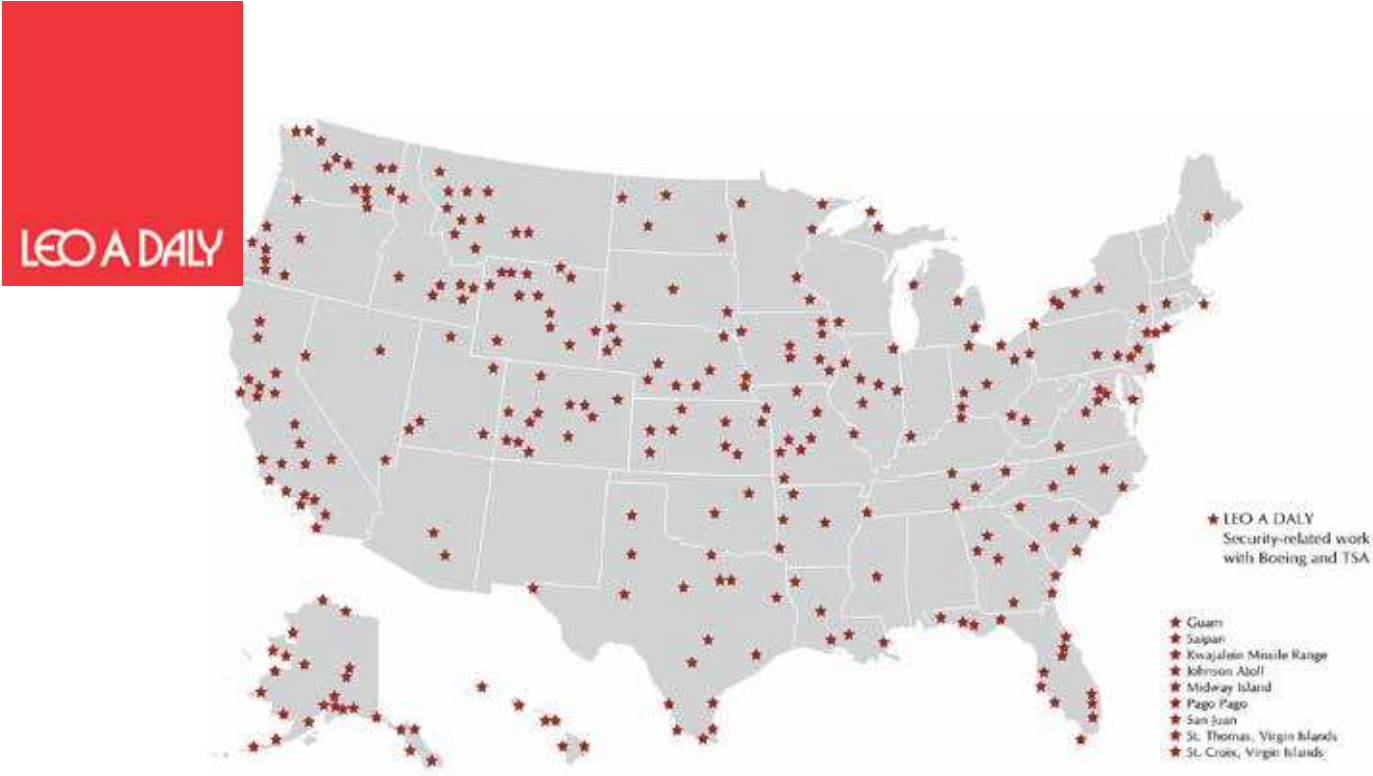 LEO A DALY
LEO A DALY
Security-related work
with Boeing and TSA
Guam
Saipan
Kwajalein Missile Range
Johnson Atoll
Midway Island
Pago Pago
San Juan
St. Thomas, Virgin Islands
St. Croix, Virgin Islands